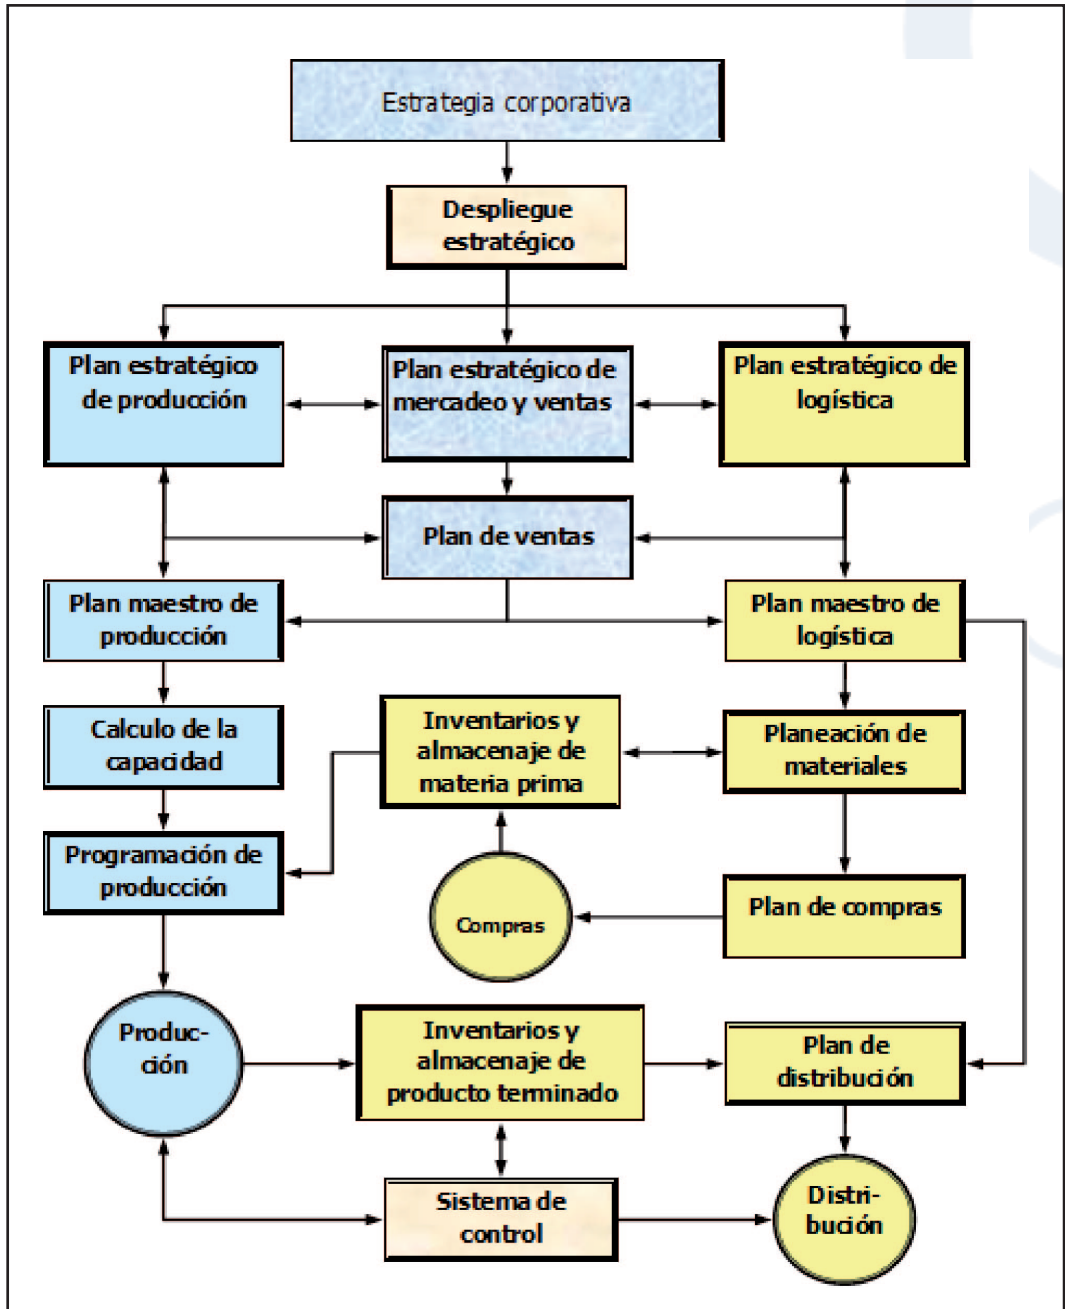 Estrategia corporativa
Despliegue
estratégico
Plan estratégico
de producción
Plan estratégico de
mercadeo y ventas
Plan estratégico de
logística
Plan de ventas
Plan maestro de
producción
Plan maestro de
logística
Calculo de la
capacidad
Inventarios y
almacenaje de
materia prima
Planeación de
materiales
Programación de
producción
Compras
Plan de compras
Produc-
ción
Inventarios y
almacenaje de
producto terminado
Plan de
distribución
Sistema de
control
Distri-
bución